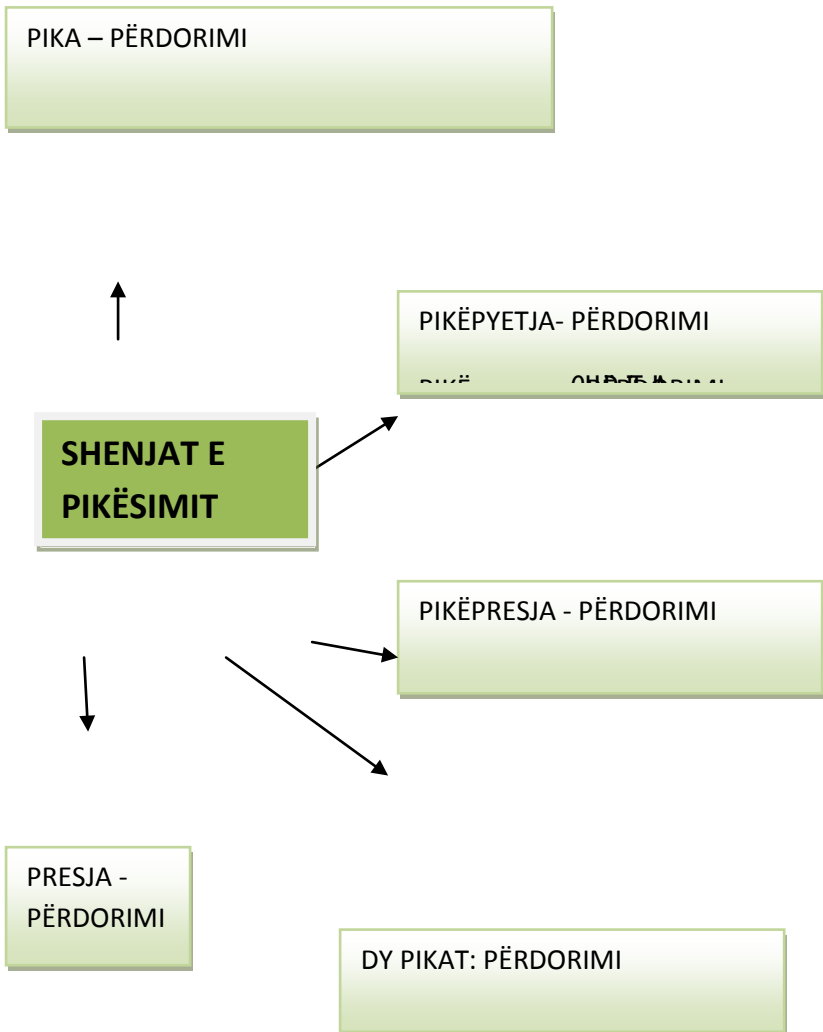 PIKA – PËRDORIMI
PIKËPYETJA- PËRDORIMI
SHENJAT E
PIKËSIMIT
PIKËPRESJA - PËRDORIMI
PRESJA -
PËRDORIMI
DY PIKAT: PËRDORIMI